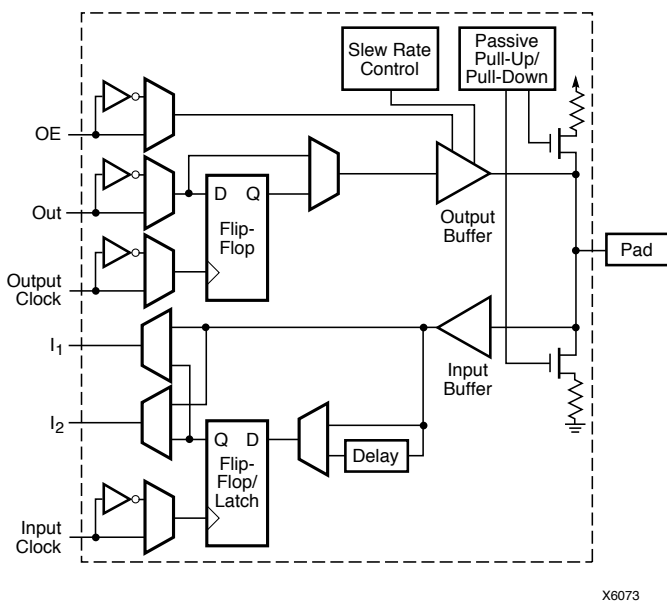 Slew Rate
Control
Passive
Pull-Up/
Pull-Down
OE
Out
D Q
Flip-
Flop
Output
Buffer
Output
Clock
Pad
I1
I2
Input
Buffer
Q D
Flip-
Flop/
Latch
Delay
Input
Clock
X6073